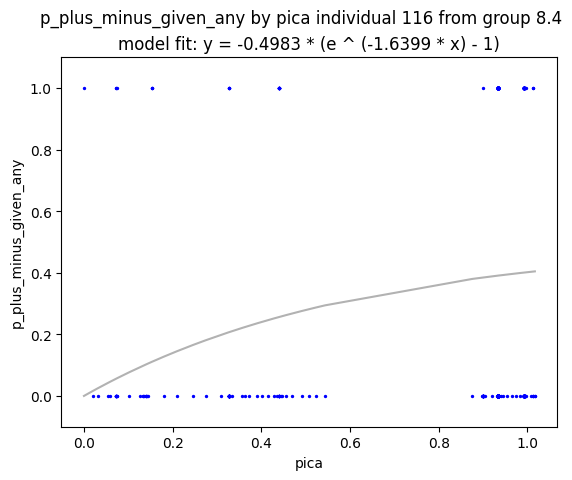 p_plus_minus_given_any by pica individual 116 from group 8.4
model fit: y = -0.4983 * (e ^ (-1.6399 * x) - 1)
1.0
0.8
0.6
0.4
0.2
0.0
p_plus_minus_given_any
0.0 0.2 0.4 0.6 0.8 1.0
pica